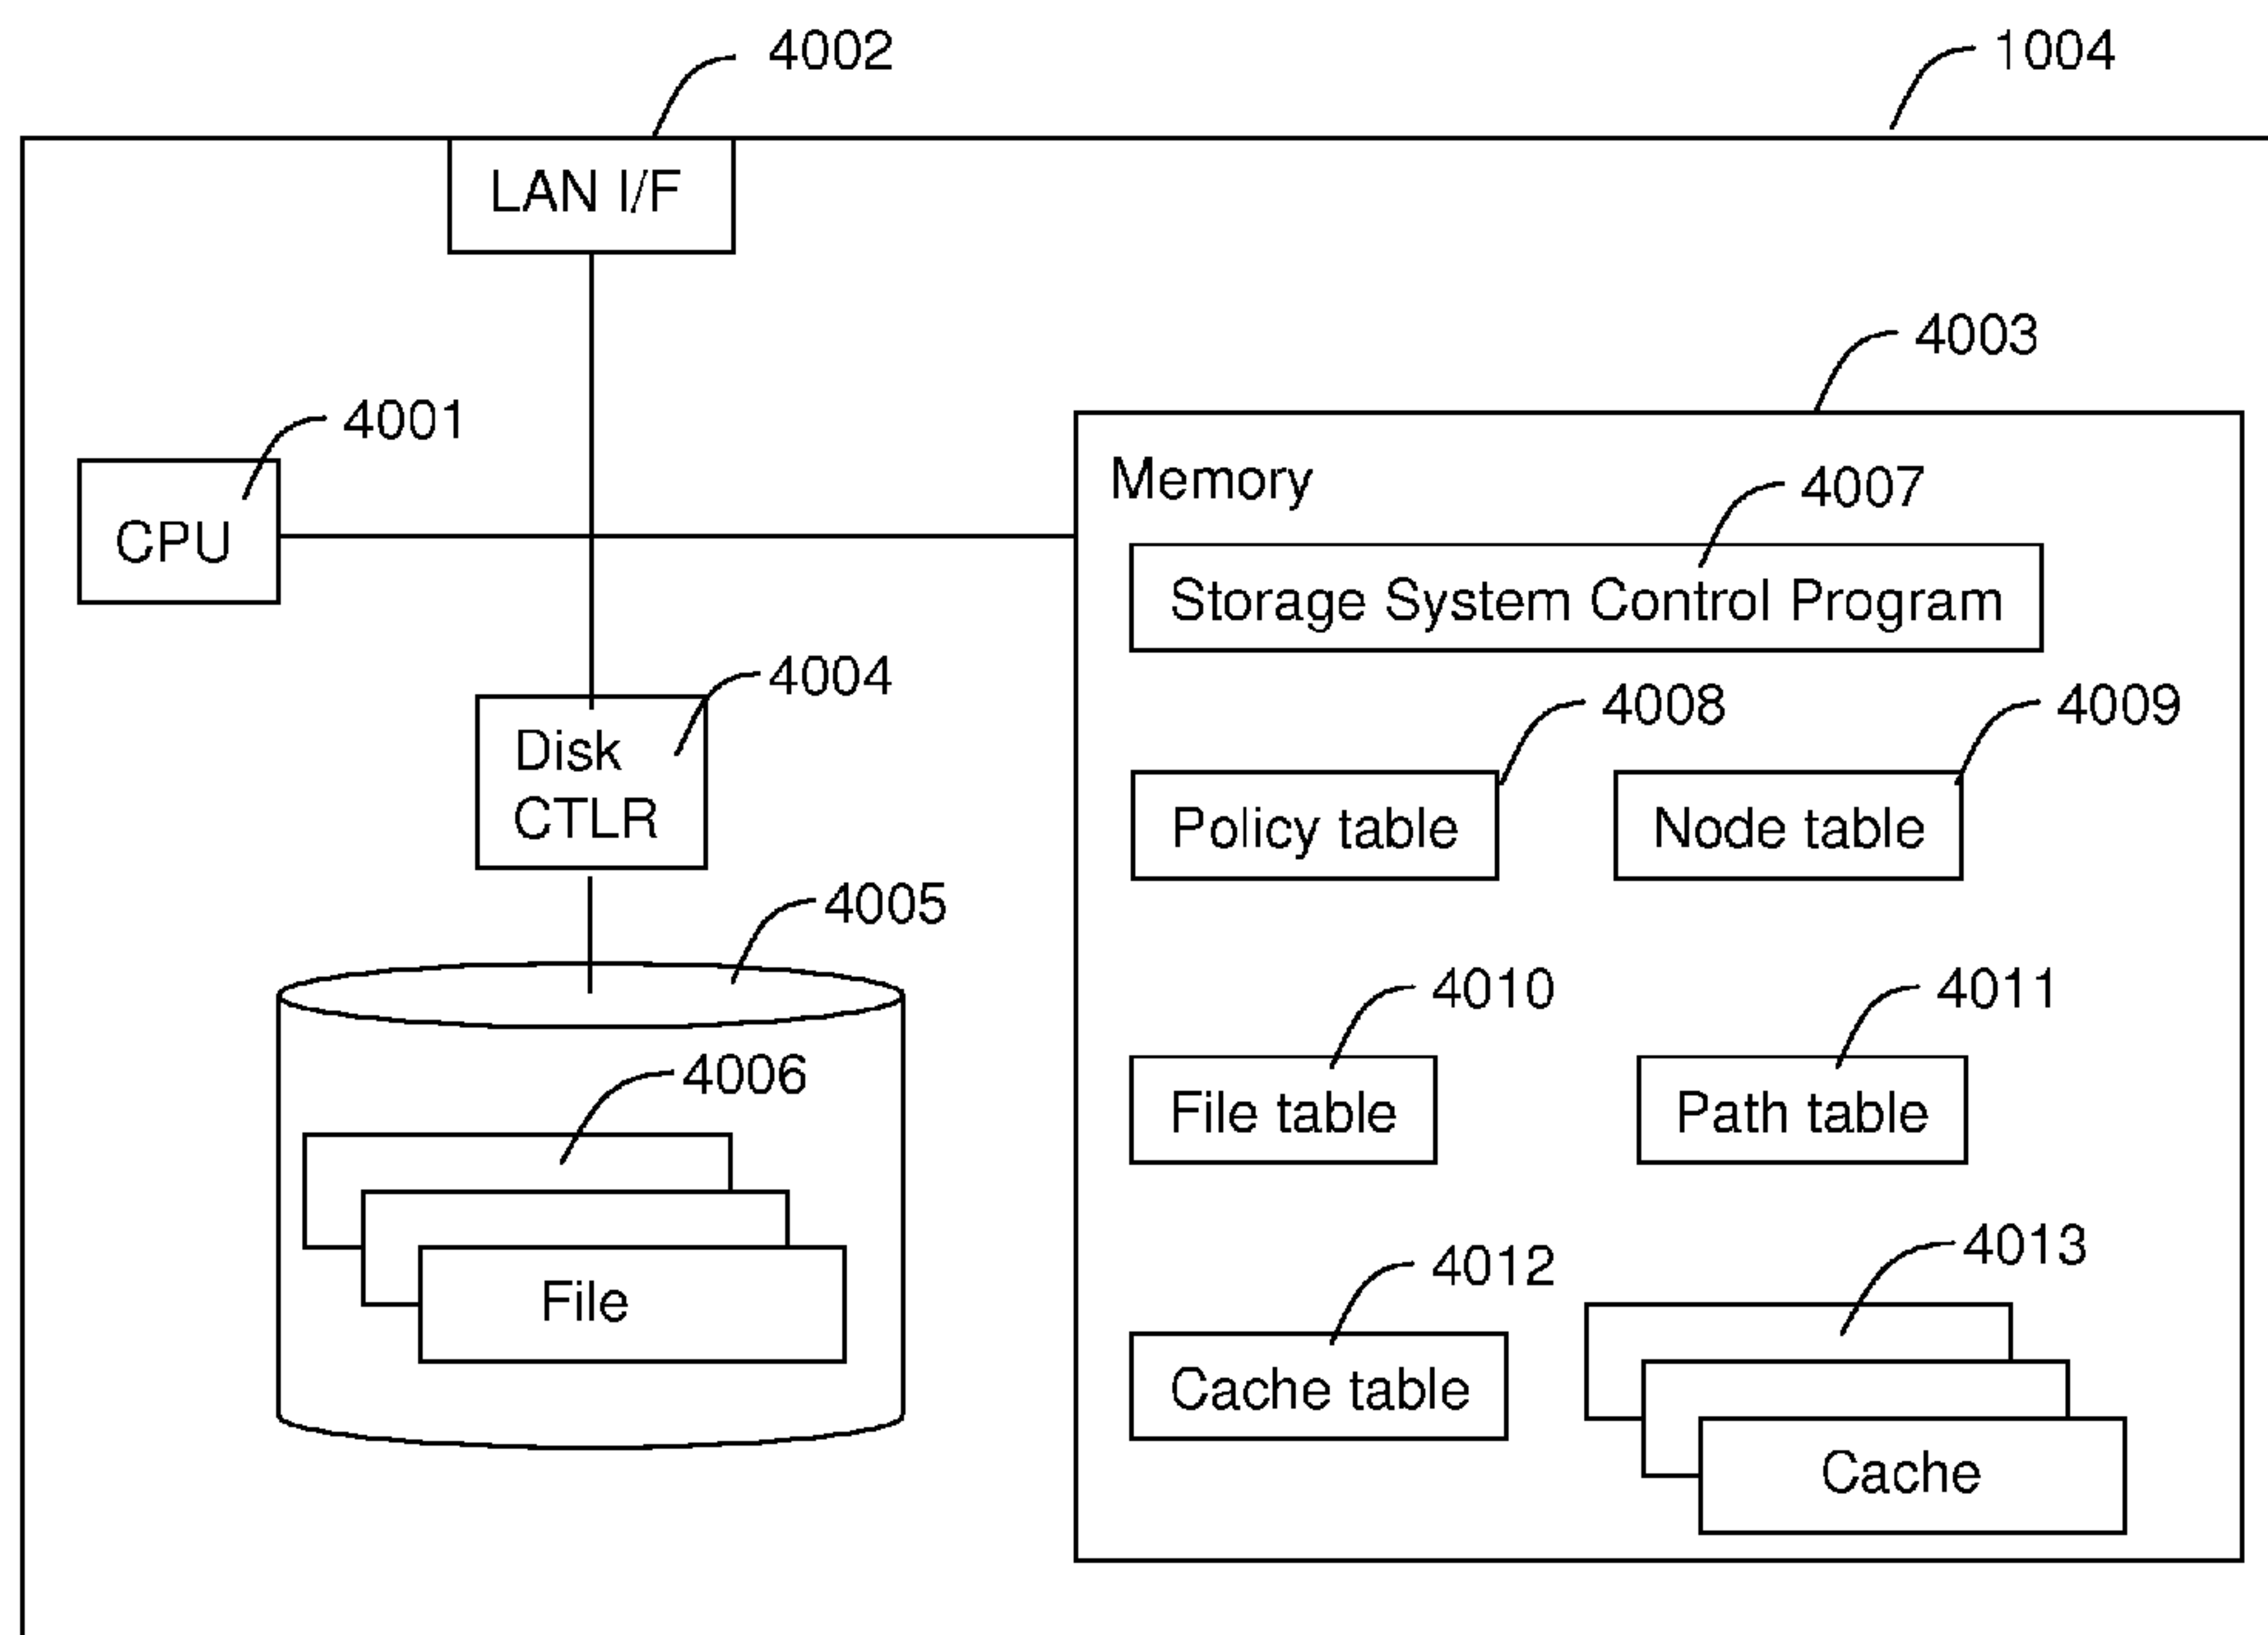 4002
1004
LAN I/F
4003
4001
Memory
4007
CPU
Storage System Control Program
4004
4008
4009
Disk
CTLR
Policy table
Node table
4005
4010
4011
4006
File table
Path table
4012
4013
File
Cache table
Cache